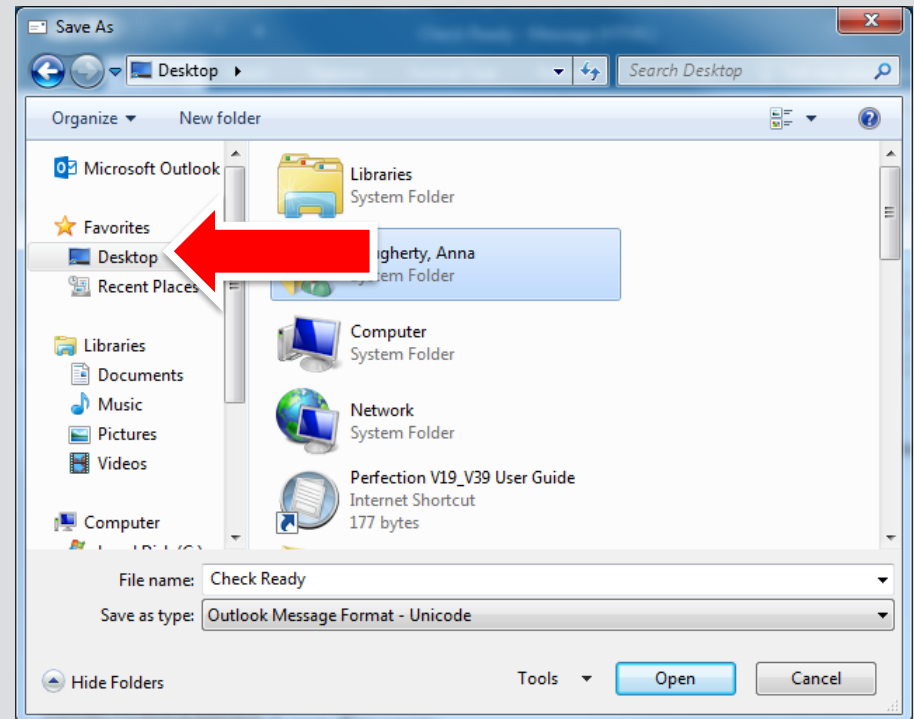 Save As
Desktop
Search Desktop
Organize
New folder
Microsoft Outlook
Favorites
Desktop
Recent Places
Libraries
Documents
Music
Pictures
Videos
Computer
Libraries
System Folder
Anna
System Folder
Computer
System Folder
Network
System Folder
Perfection V19_V39 User Guide
Internet Shortcut
177 bytes
File name: Check Ready
Save as type: Outlook Message Format - Unicode
Hide Folders
Tools
Open
Cancel